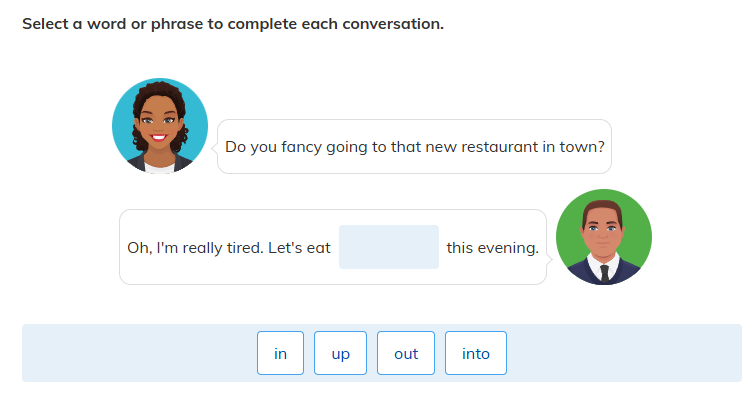 Select a word or phrase to complete each conversation.
Do you fancy going to that new restaurant in town?
Oh, I'm really tired. Let's eat this evening.
in up out into